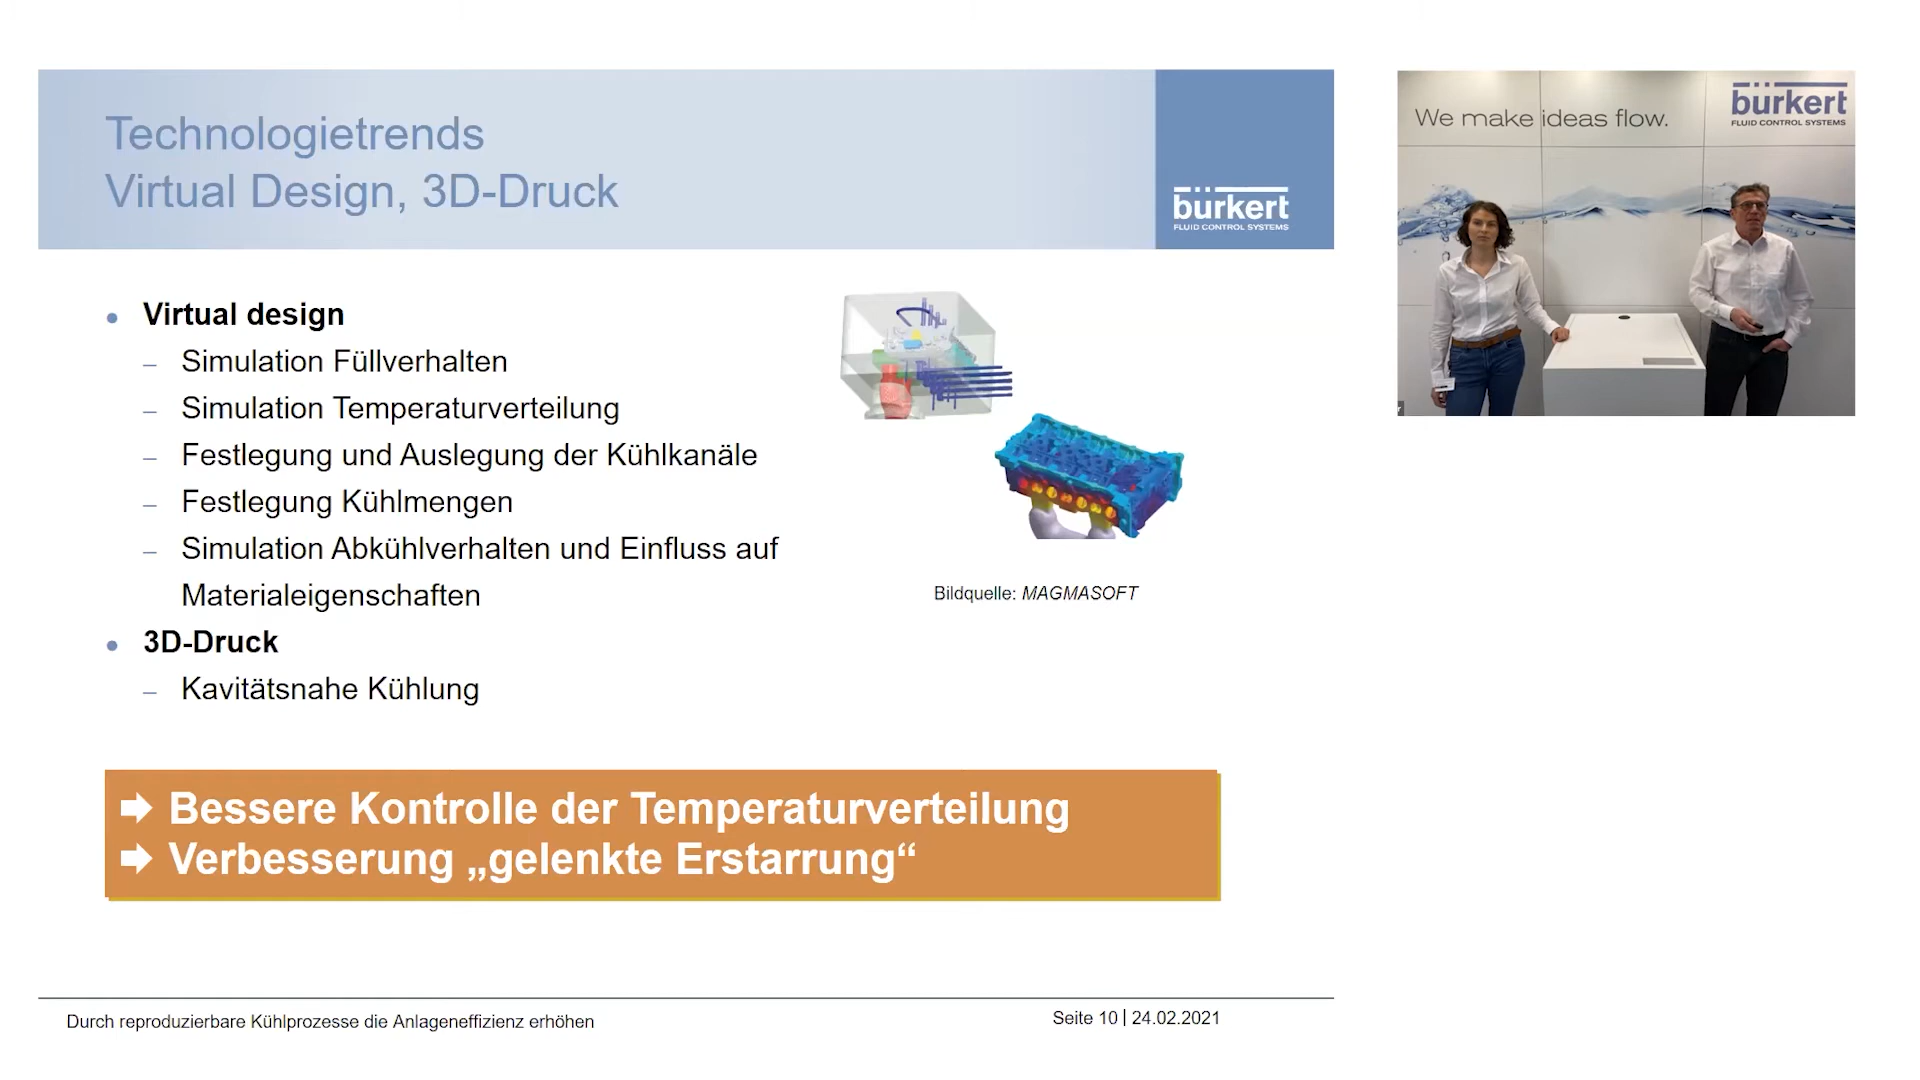 Technologietrends
Virtual Design, 3D-Druck
bürkert
FLUID CONTROL SYSTEMS
• Virtual design
– Simulation Füllverhalten
– Simulation Temperaturverteilung
– Festlegung und Auslegung der Kühlkanäle
– Festlegung Kühlmengen
– Simulation Abkühlverhalten und Einfluss auf
Materialeigenschaften
• 3D-Druck
– Kavitätsnahe Kühlung
Bildquelle: MAGMASOFT
➡ Bessere Kontrolle der Temperaturverteilung
➡ Verbesserung „gelenkte Erstarrung“
Durch reproduzierbare Kühlprozesse die Anlageneffizienz erhöhen
Seite 10 | 24.02.2021
We make ideas flow.
bürkert
FLUID CONTROL SYSTEMS